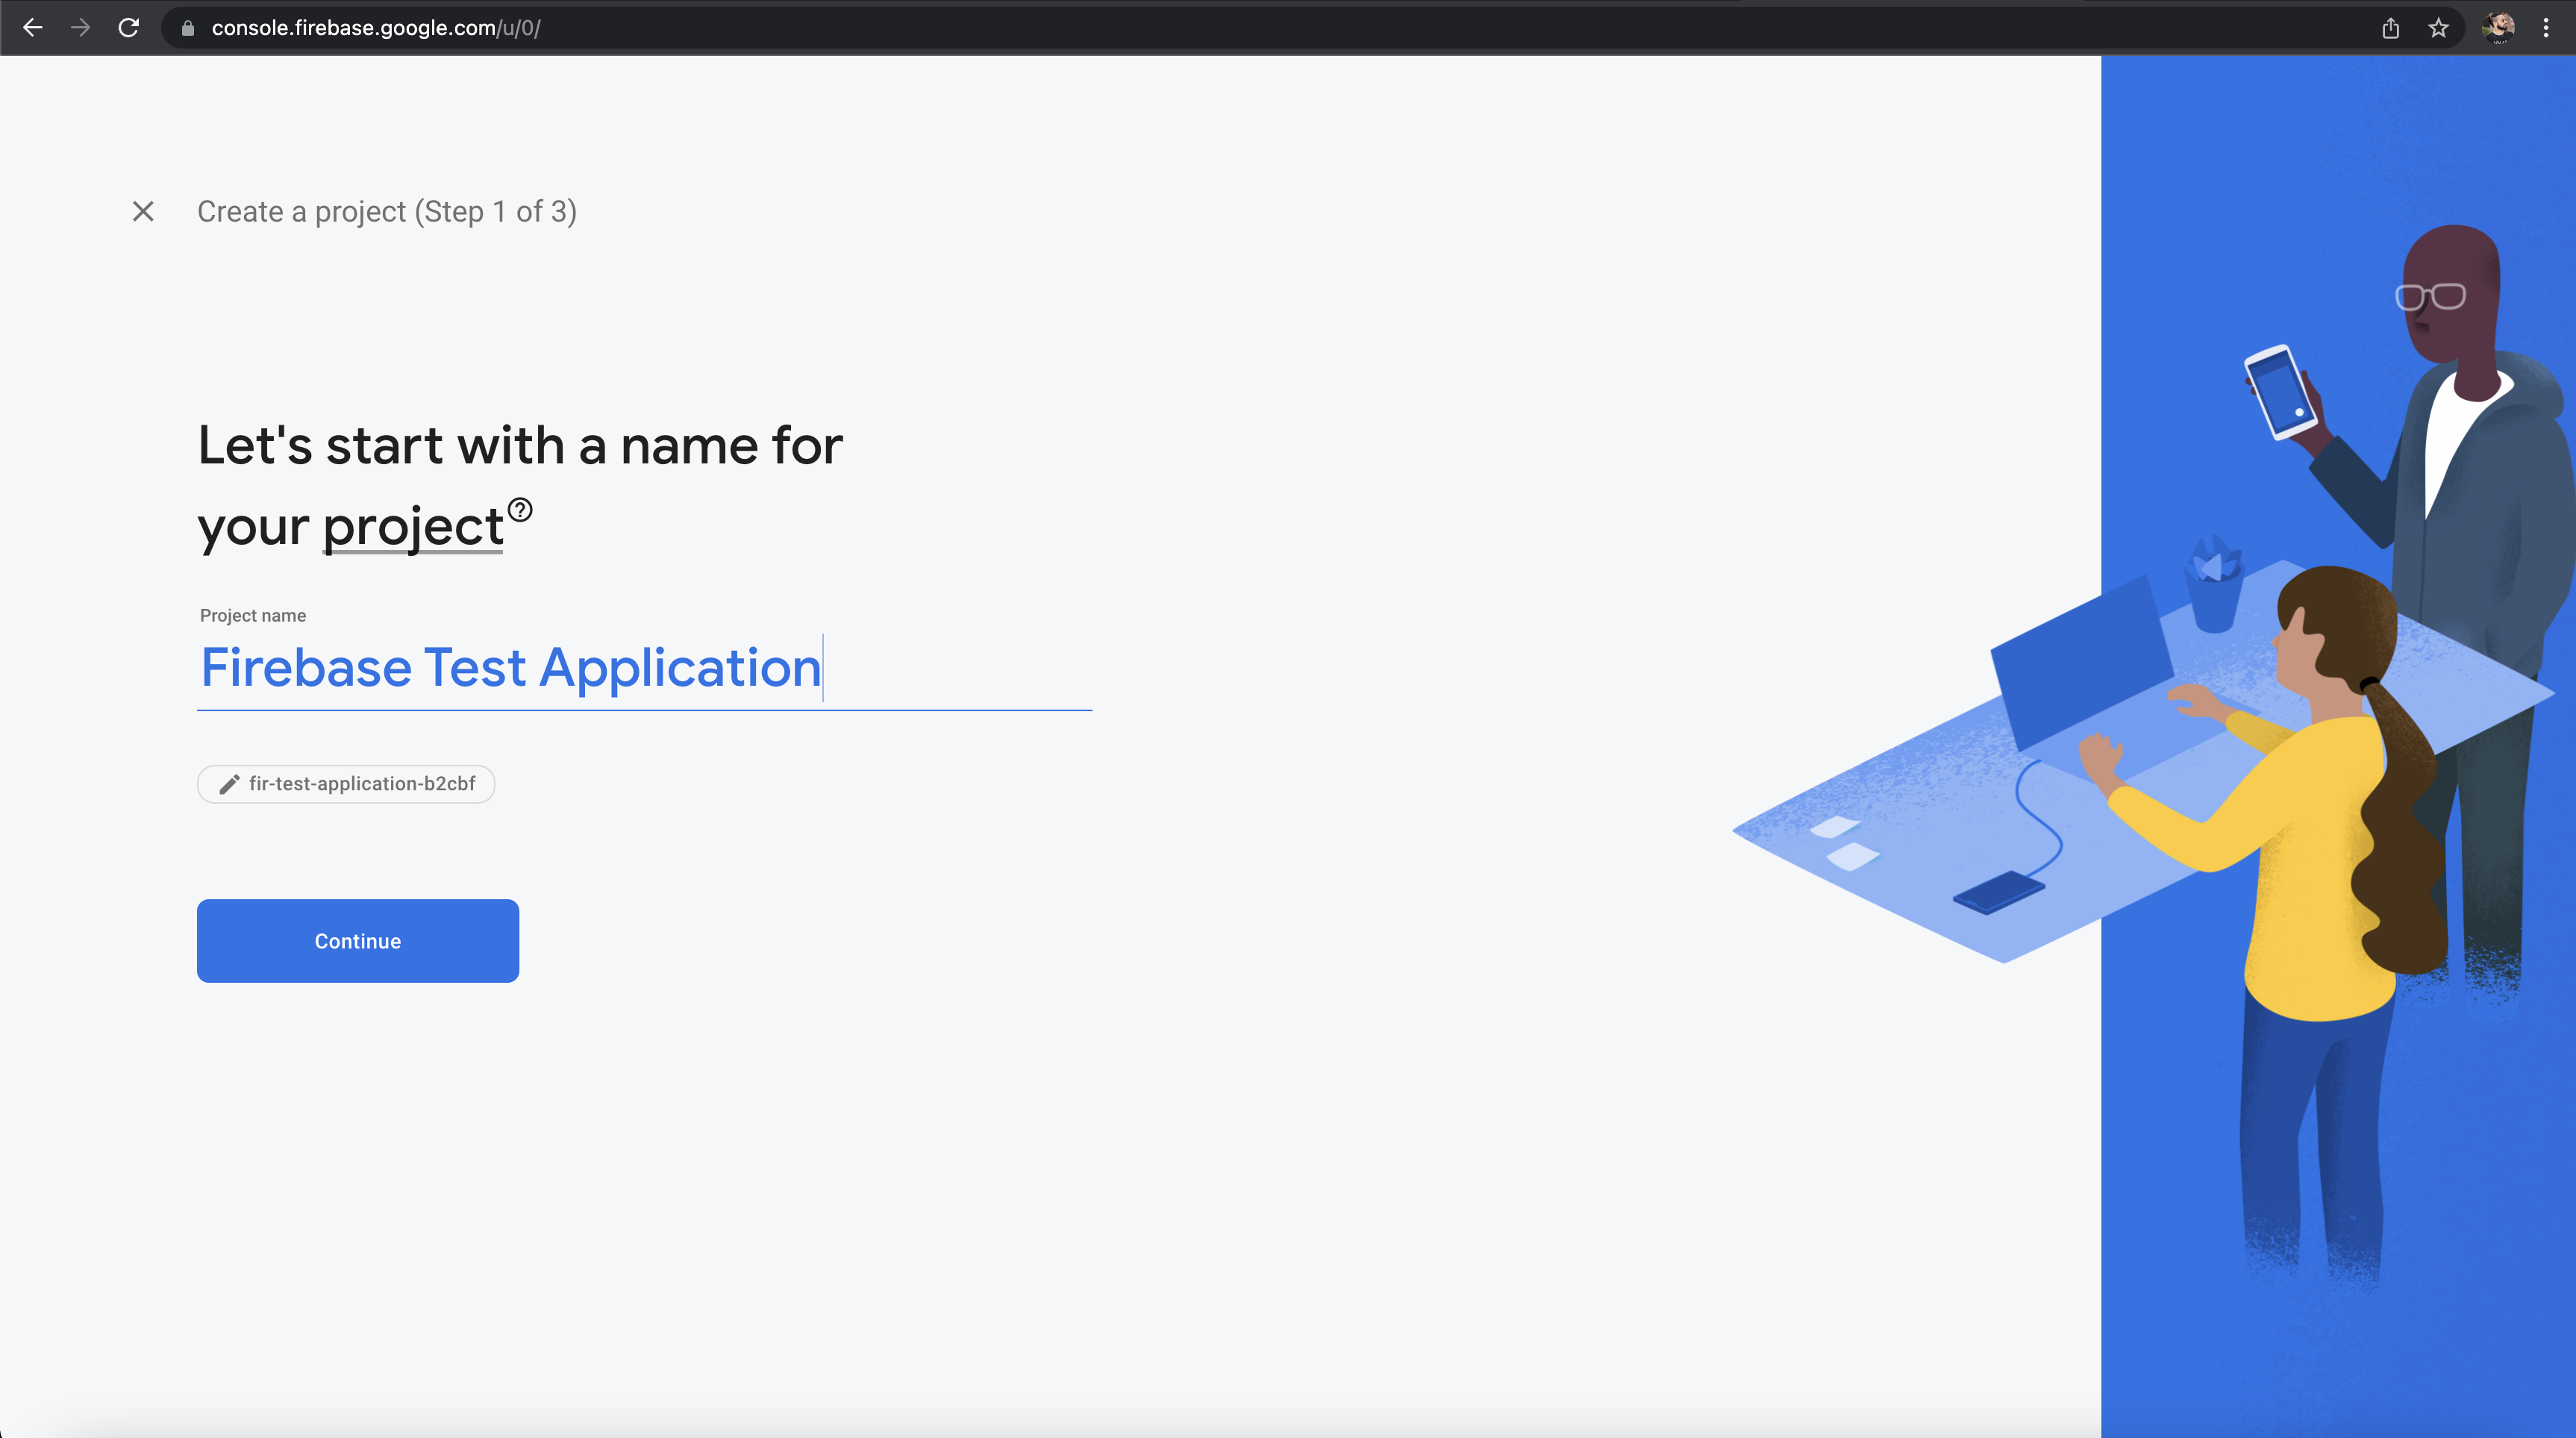 console.firebase.google.com/u/0/
Create a project (Step 1 of 3)
Let's start with a name for
your project
Project name
Firebase Test Application
fir-test-application-b2cbf
Continue